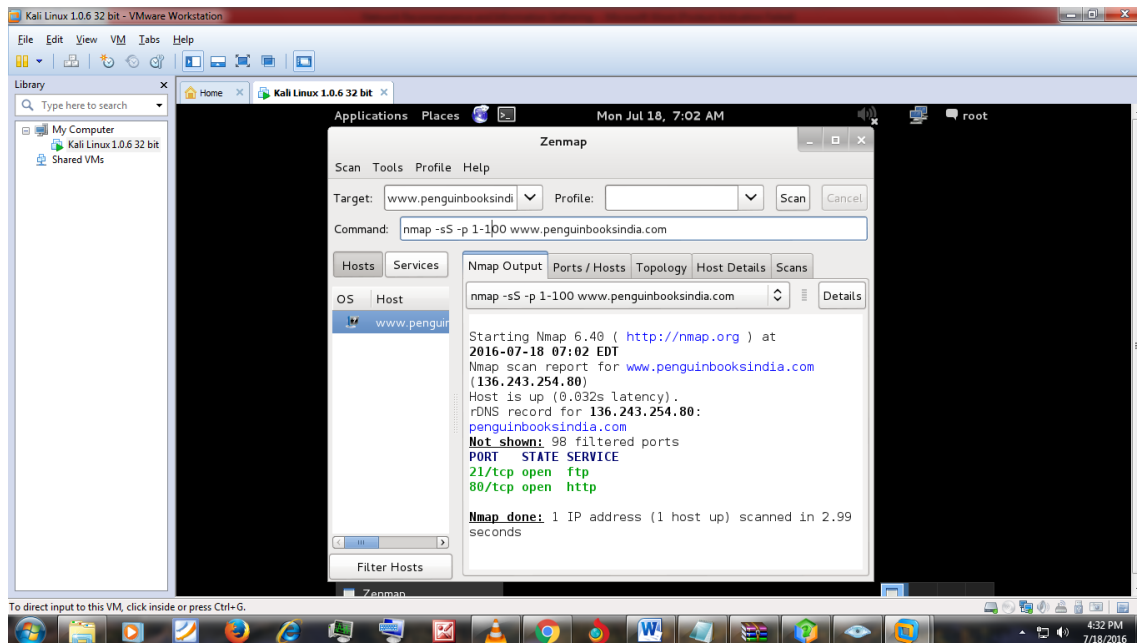 Kali Linux 1.0.6 32 bit - VMware Workstation
File Edit View VM Tabs Help
Library
Type here to search
My Computer
Kali Linux 1.0.6 32 bit
Shared VMs
Home
Kali Linux 1.0.6 32 bit
Applications Places
Mon Jul 18, 7:02 AM
root
Zenmap
Scan Tools Profile Help
Target: www.penguinbooksindi
Profile:
Scan
Cancel
Command: nmap -sS -p 1-100 www.penguinbooksindia.com
Hosts
Services
Nmap Output
Ports / Hosts
Topology
Host Details
Scans
OS Host
www.penguin
nmap -sS -p 1-100 www.penguinbooksindia.com
Details
Starting Nmap 6.40 ( http://nmap.org ) at
2016-07-18 07:02 EDT
Nmap scan report for www.penguinbooksindia.com
(136.243.254.80)
Host is up (0.032s latency).
rDNS record for 136.243.254.80:
penguinbooksindia.com
Not shown: 98 filtered ports
PORT STATE SERVICE
21/tcp open ftp
80/tcp open http
Nmap done: 1 IP address (1 host up) scanned in 2.99
seconds
Filter Hosts
Zenmap
To direct input to this VM, click inside or press Ctrl+G.
4:32 PM
7/18/2016